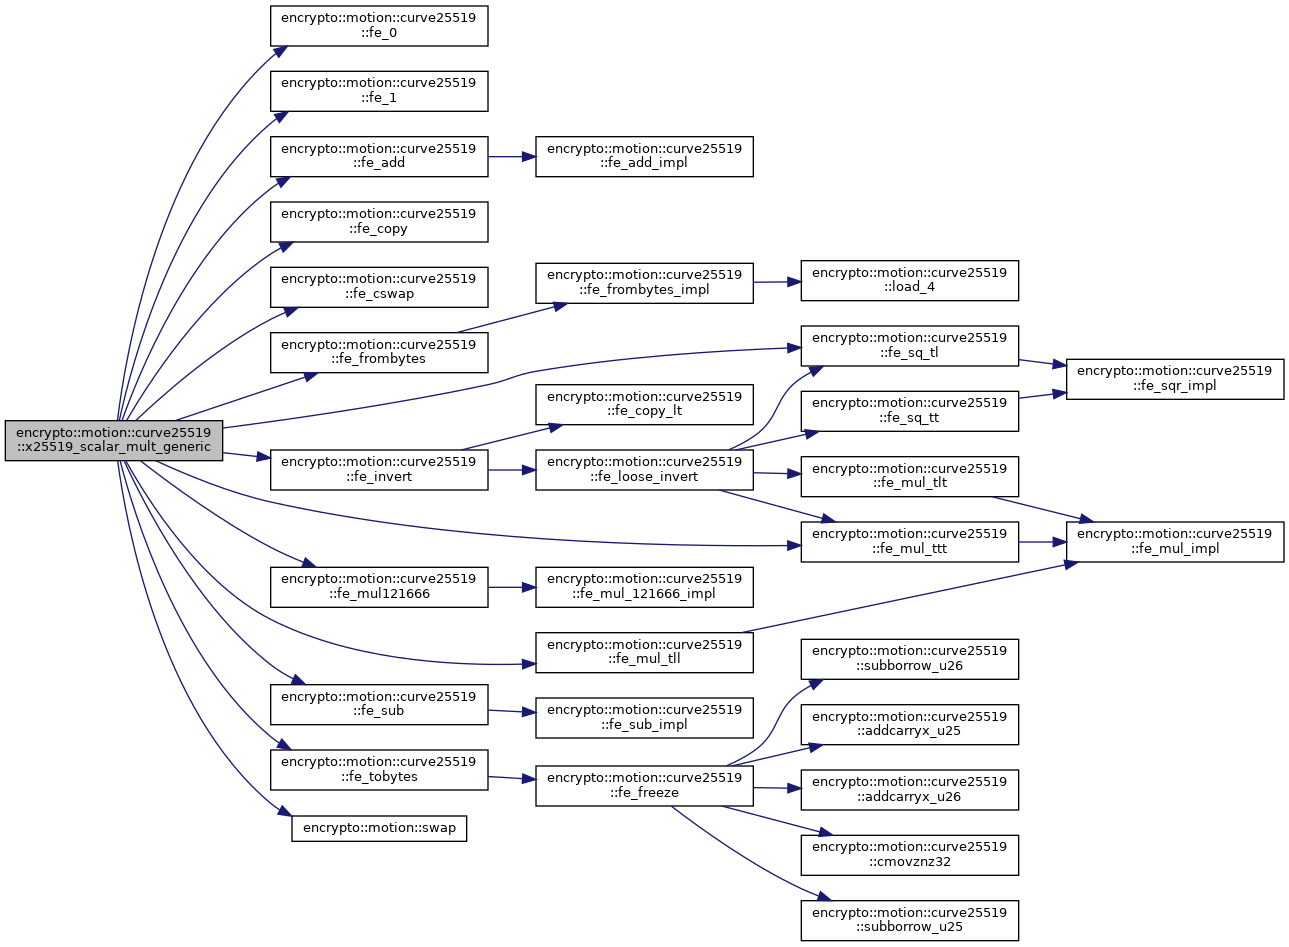 encrypto::motion::curve25519
::x25519_scalar_mult_generic
encrypto::motion::curve25519
::fe_0
encrypto::motion::curve25519
::fe_1
encrypto::motion::curve25519
::fe_add
encrypto::motion::curve25519
::fe_add_impl
encrypto::motion::curve25519
::fe_copy
encrypto::motion::curve25519
::fe_cswap
encrypto::motion::curve25519
::fe_frombytes
encrypto::motion::curve25519
::fe_frombytes_impl
encrypto::motion::curve25519
::load_4
encrypto::motion::curve25519
::fe_sq_tl
encrypto::motion::curve25519
::fe_sqr_impl
encrypto::motion::curve25519
::fe_copy_lt
encrypto::motion::curve25519
::fe_sq_tt
encrypto::motion::curve25519
::fe_invert
encrypto::motion::curve25519
::fe_loose_invert
encrypto::motion::curve25519
::fe_mul_tlt
encrypto::motion::curve25519
::fe_mul_ttt
encrypto::motion::curve25519
::fe_mul_impl
encrypto::motion::curve25519
::fe_mul121666
encrypto::motion::curve25519
::fe_mul_121666_impl
encrypto::motion::curve25519
::fe_mul_tll
encrypto::motion::curve25519
::fe_sub
encrypto::motion::curve25519
::fe_sub_impl
encrypto::motion::curve25519
::fe_tobytes
encrypto::motion::curve25519
::fe_freeze
encrypto::motion::curve25519
::subborrow_u26
encrypto::motion::curve25519
::addcarryx_u25
encrypto::motion::curve25519
::addcarryx_u26
encrypto::motion::curve25519
::cmovznz32
encrypto::motion::curve25519
::subborrow_u25
encrypto::motion::swap